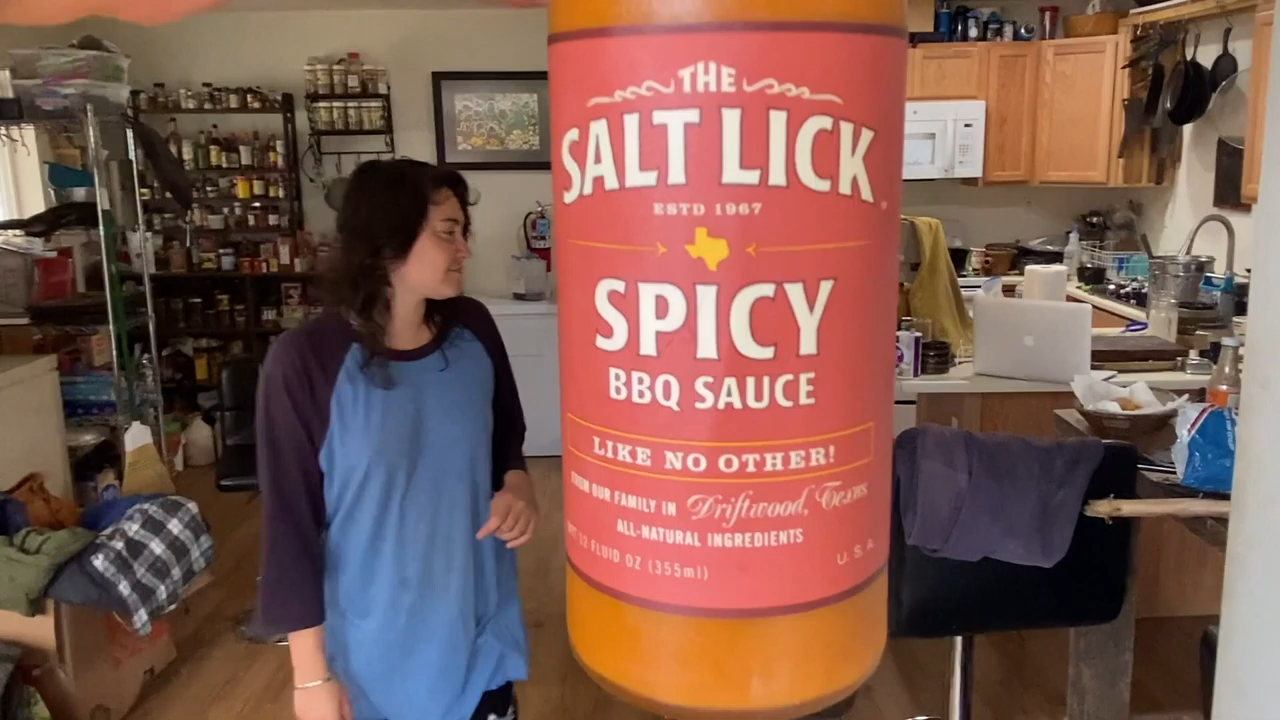 THE
SALT LICK
ESTD 1967
SPICY
BBQ SAUCE
LIKE NO OTHER!
FROM OUR FAMILY IN Driftwood, Texas
ALL-NATURAL INGREDIENTS
12 FLUID OZ (355ml)
U.S.A